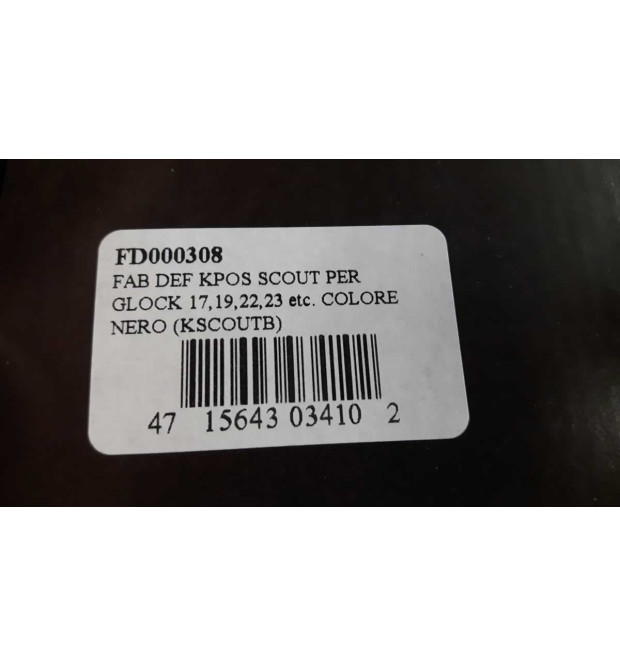 FD000308
FAB DEF KPOS SCOUT PER
GLOCK 17,19,22,23 etc. COLORE
NERO (KSCOUTB)
47 15643 03410 2